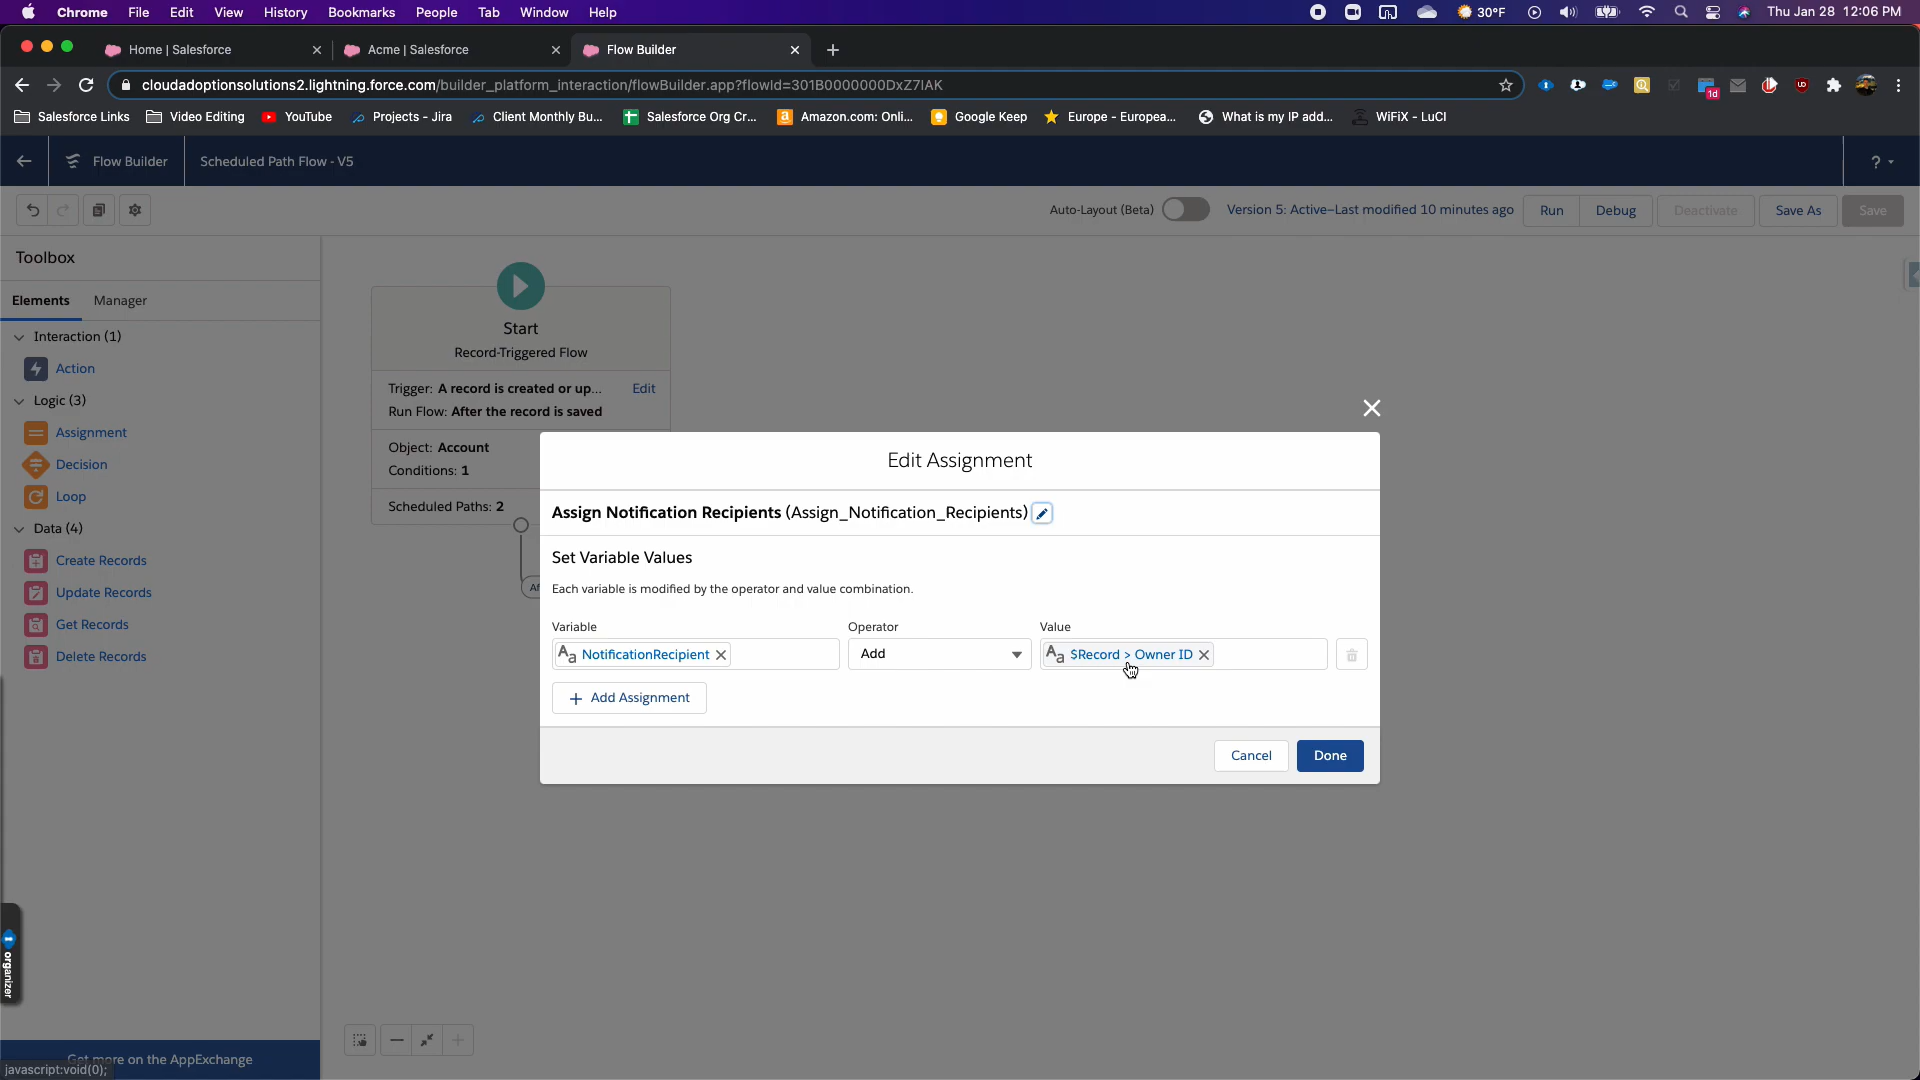 Chrome File Edit View History Bookmarks People Tab Window Help 30°F Thu Jan 28 12:06 PM
Home | Salesforce Acme | Salesforce Flow Builder
cloudadoptionsolutions2.lightning.force.com/builder_platform_interaction/flowBuilder.app?flowId=301B0000000DxZ7IAK
1d
Salesforce Links Video Editing YouTube Projects - Jira Client Monthly Bu... Salesforce Org Cr... Amazon.com: Onli... Google Keep Europe - Europea... What is my IP add... WiFiX - LuCI
Flow Builder Scheduled Path Flow - V5 ?
Auto-Layout (Beta) Version 5: Active–Last modified 10 minutes ago Run Debug Deactivate Save As Save
Toolbox
Elements Manager
Interaction (1)
Action
Logic (3)
Assignment
Decision
Loop
Data (4)
Create Records
Update Records
Get Records
Delete Records
Get more on the AppExchange
javascript:void(0);
organizer
Start
Record-Triggered Flow
Trigger: A record is created or up... Edit
Run Flow: After the record is saved
Object: Account
Conditions: 1
Scheduled Paths: 2
Af
Edit Assignment
Assign Notification Recipients (Assign_Notification_Recipients)
Set Variable Values
Each variable is modified by the operator and value combination.
Variable Operator Value
Aa NotificationRecipient Add Aa $Record > Owner ID
+ Add Assignment
Cancel Done